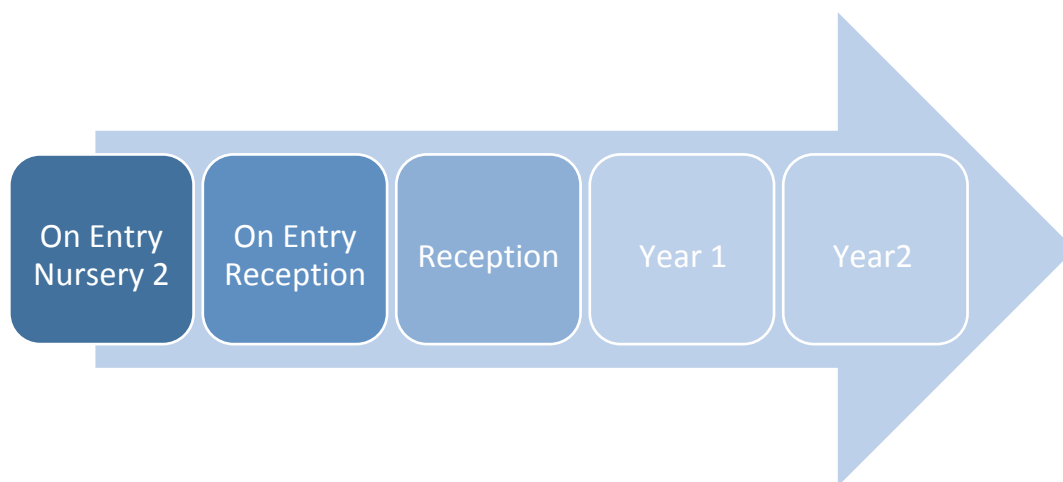 On Entry
Nursery 2
On Entry
Reception
Reception
Year 1
Year2